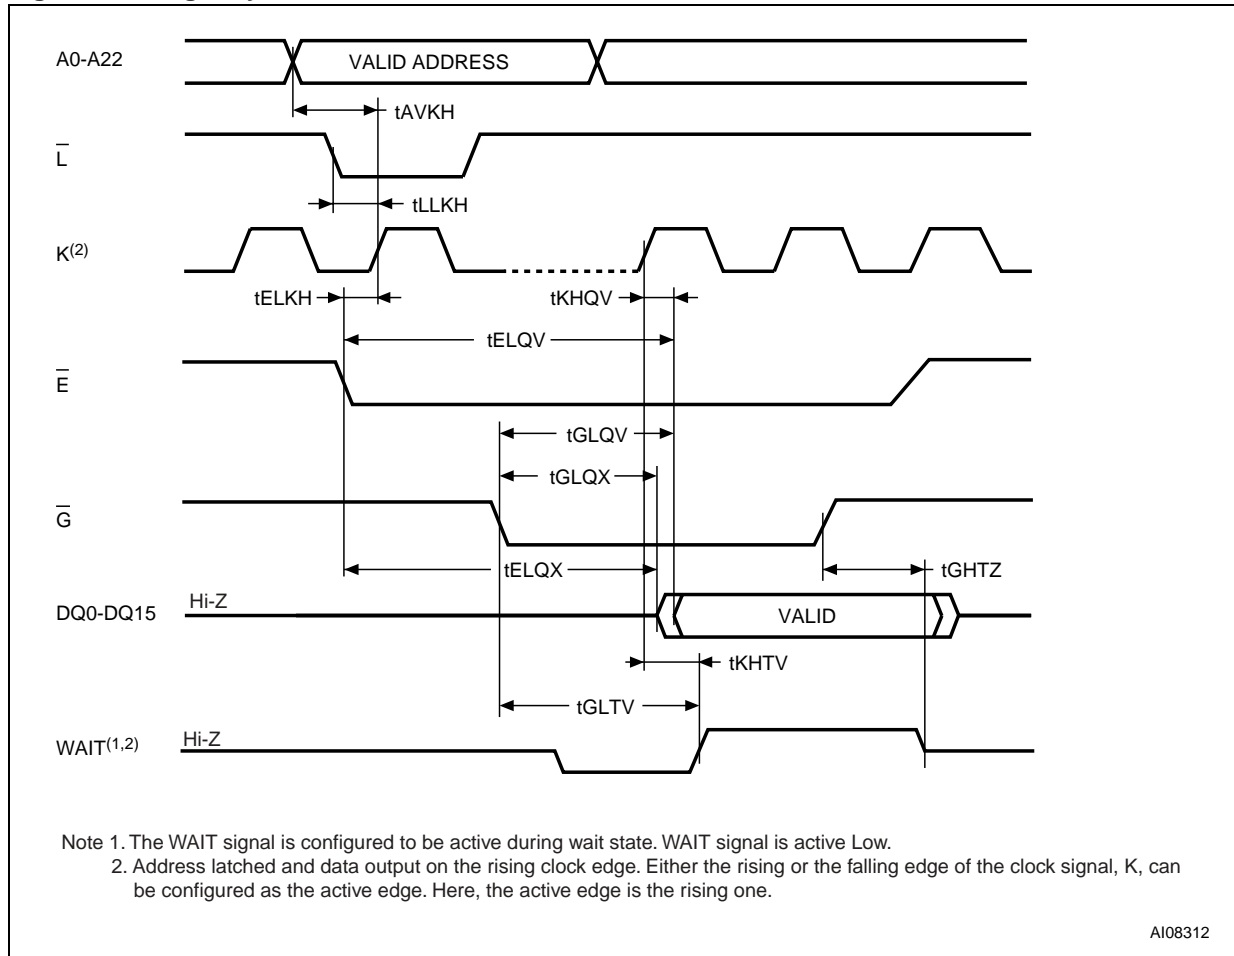 A0-A22
VALID ADDRESS
tAVKH
L
tLLKH
K(2)
tELKH
tKHQV
tELQV
E
tGLQV
tGLQX
G
tELQX
tGHTZ
DQ0-DQ15
Hi-Z
VALID
tKHTV
tGLTV
WAIT(1,2)
Hi-Z
Note 1. The WAIT signal is configured to be active during wait state. WAIT signal is active Low.
2. Address latched and data output on the rising clock edge. Either the rising or the falling edge of the clock signal, K, can
be configured as the active edge. Here, the active edge is the rising one.
AI08312